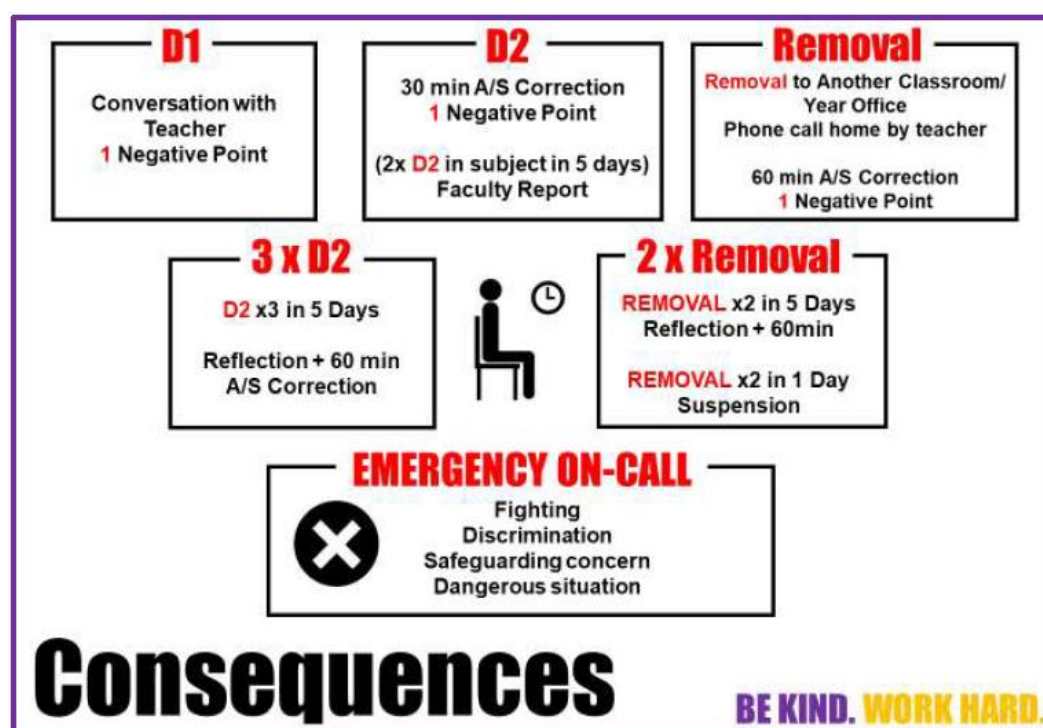 D1
Conversation with
Teacher
1 Negative Point
D2
30 min A/S Correction
1 Negative Point
(2x D2 in subject in 5 days)
Faculty Report
Removal
Removal to Another Classroom/
Year Office
Phone call home by teacher
60 min A/S Correction
1 Negative Point
3 x D2
D2 x3 in 5 Days
Reflection + 60 min
A/S Correction
2 x Removal
REMOVAL x2 in 5 Days
Reflection + 60min
REMOVAL x2 in 1 Day
Suspension
EMERGENCY ON-CALL
Fighting
Discrimination
Safeguarding concern
Dangerous situation
Consequences
BE KIND. WORK HARD.